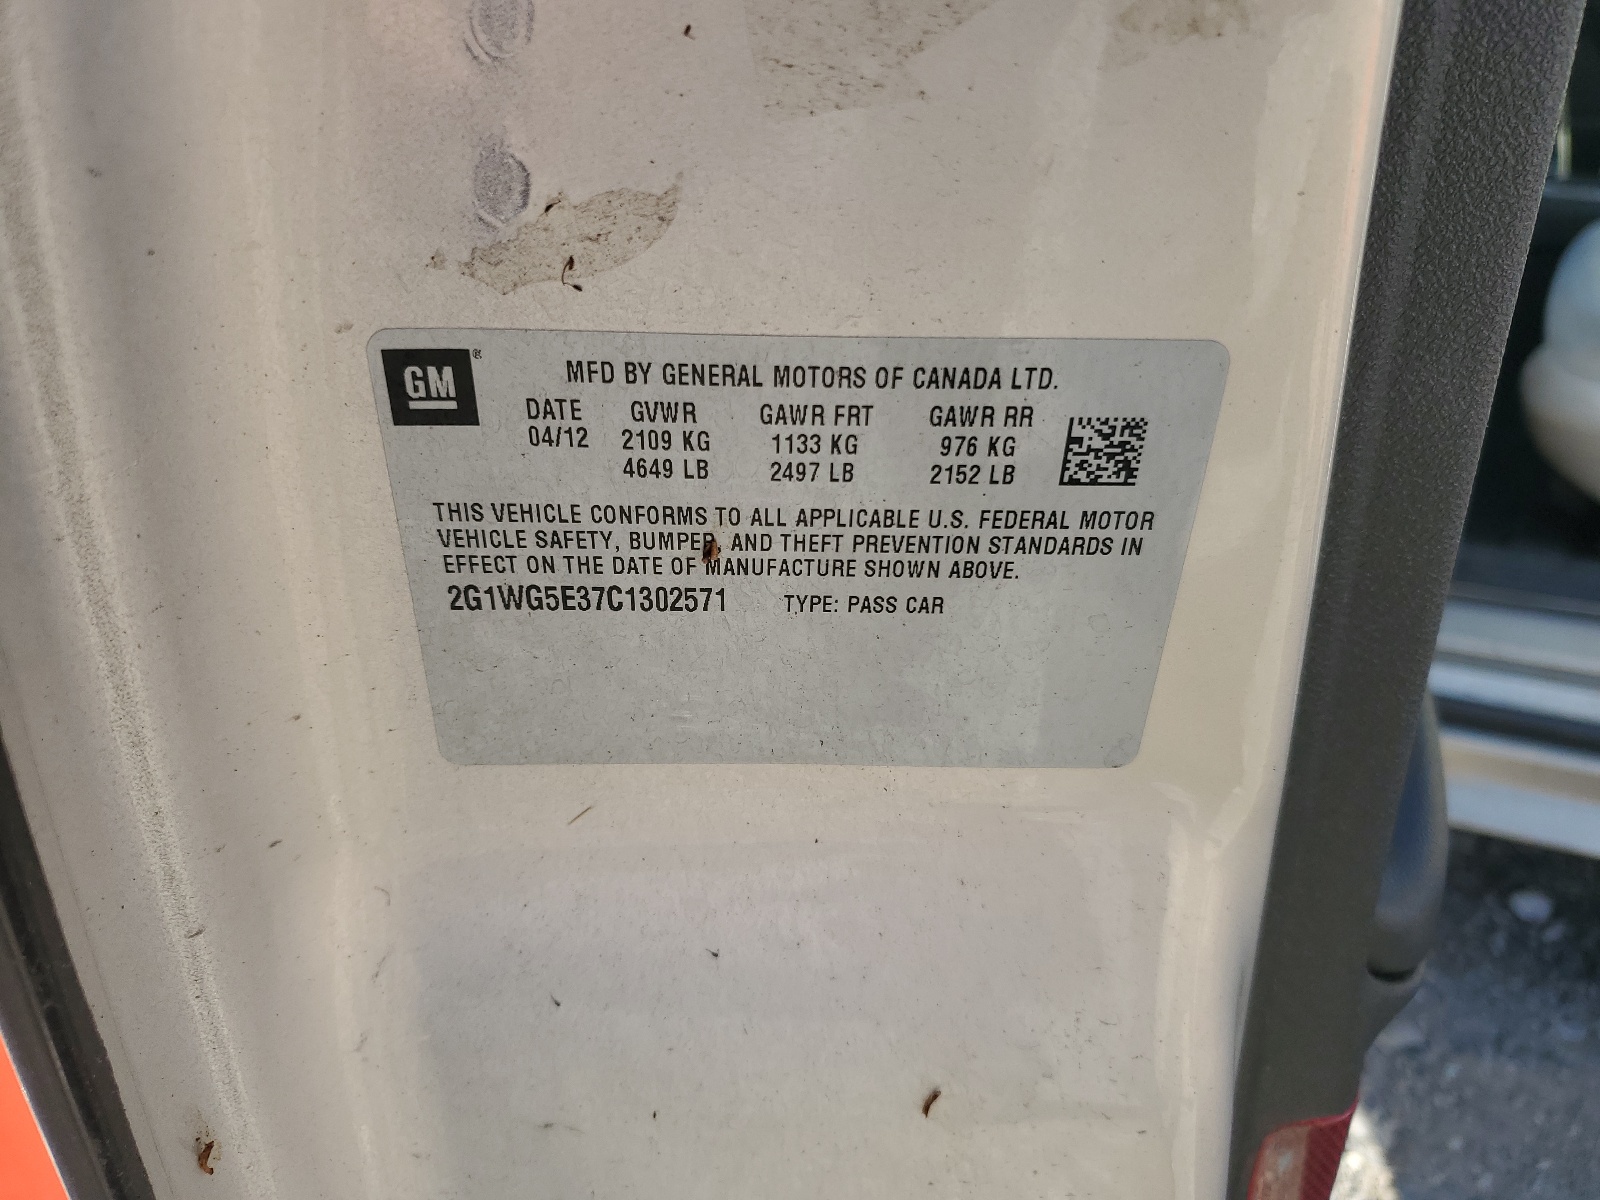 GM®
MFD BY GENERAL MOTORS OF CANADA LTD.
DATE GVWR GAWR FRT GAWR RR
04/12 2109 KG 1133 KG 976 KG
4649 LB 2497 LB 2152 LB
THIS VEHICLE CONFORMS TO ALL APPLICABLE U.S. FEDERAL MOTOR
VEHICLE SAFETY, BUMPER, AND THEFT PREVENTION STANDARDS IN
EFFECT ON THE DATE OF MANUFACTURE SHOWN ABOVE.
2G1WG5E37C1302571 TYPE: PASS CAR